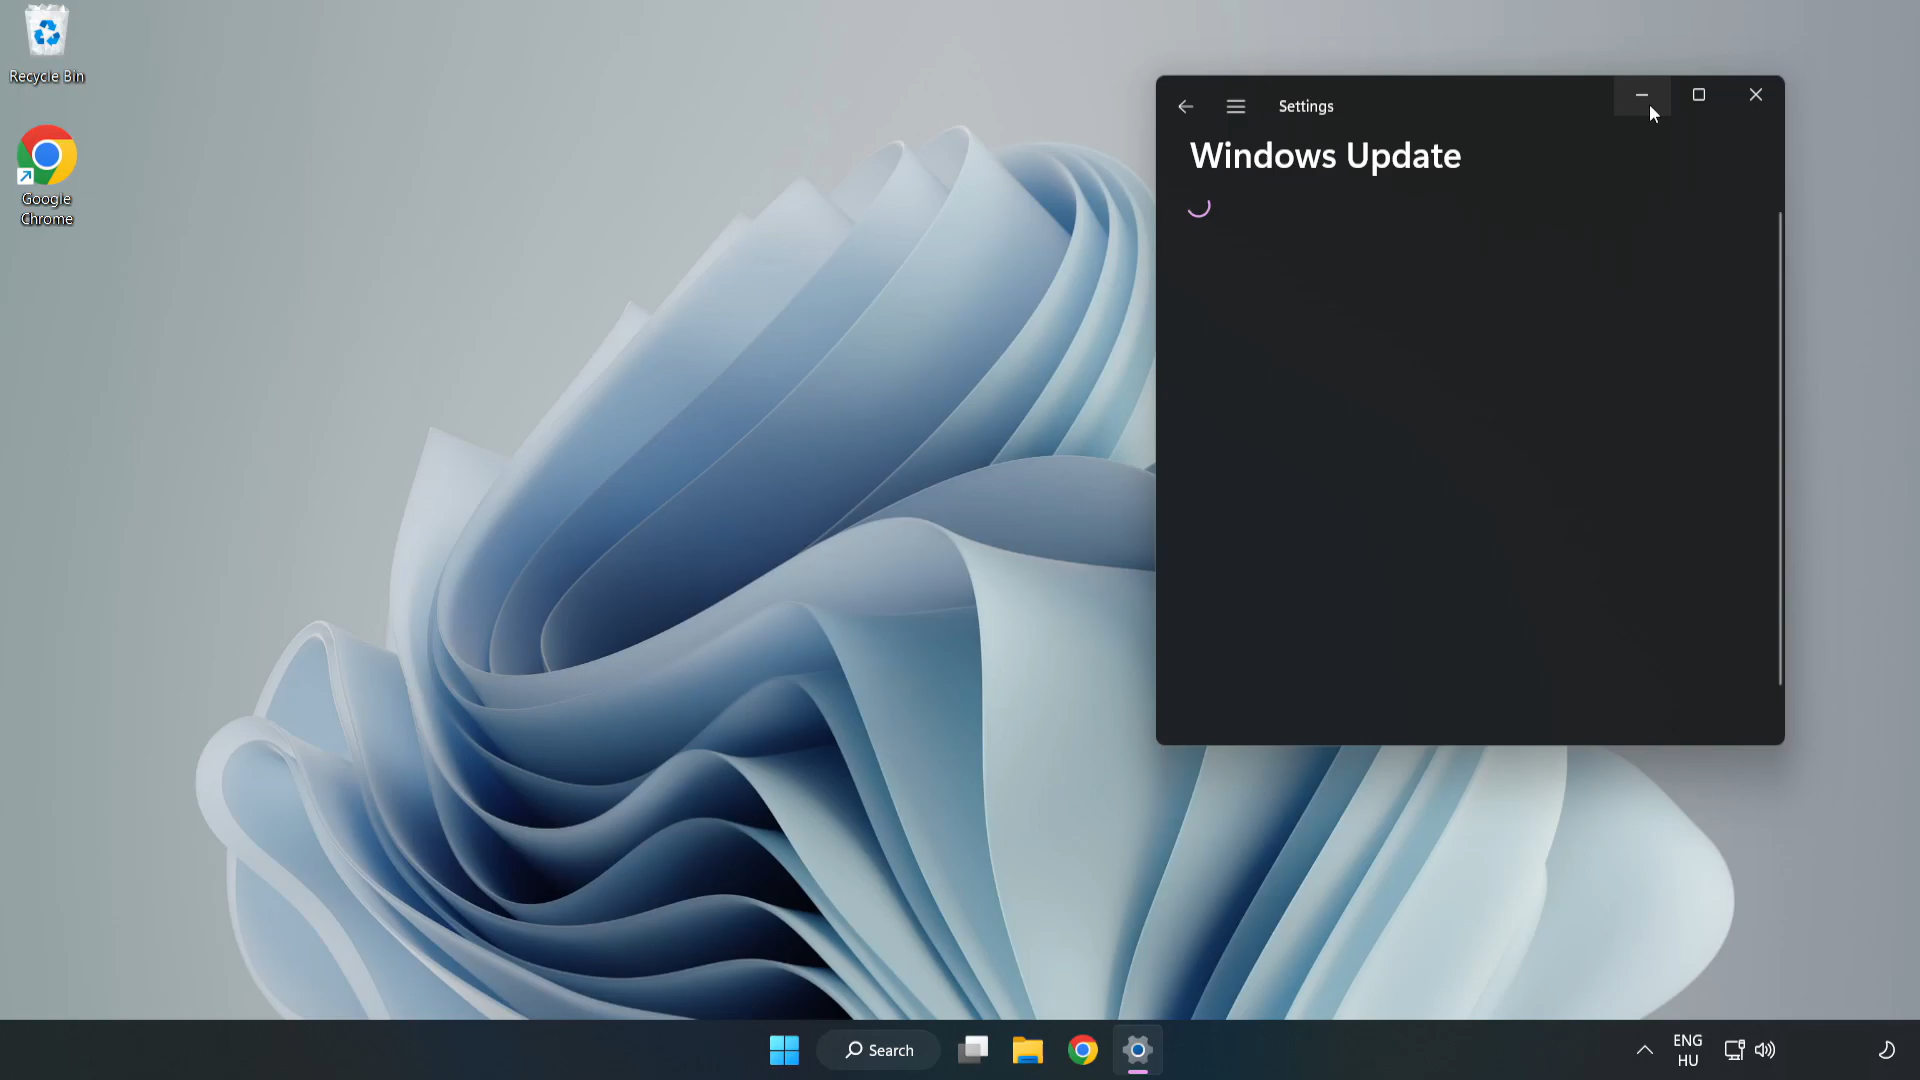 Recycle Bin
Google
Chrome
Settings
Windows Update
Search
ENG
HU